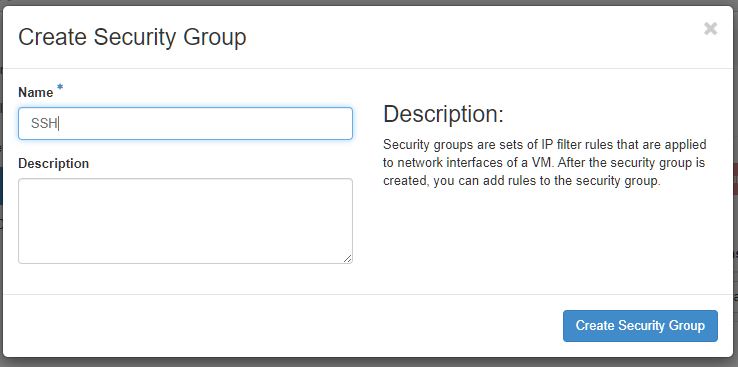 Create Security Group
×
Name *
SSH
Description
Description:
Security groups are sets of IP filter rules that are applied
to network interfaces of a VM. After the security group is
created, you can add rules to the security group.
Create Security Group